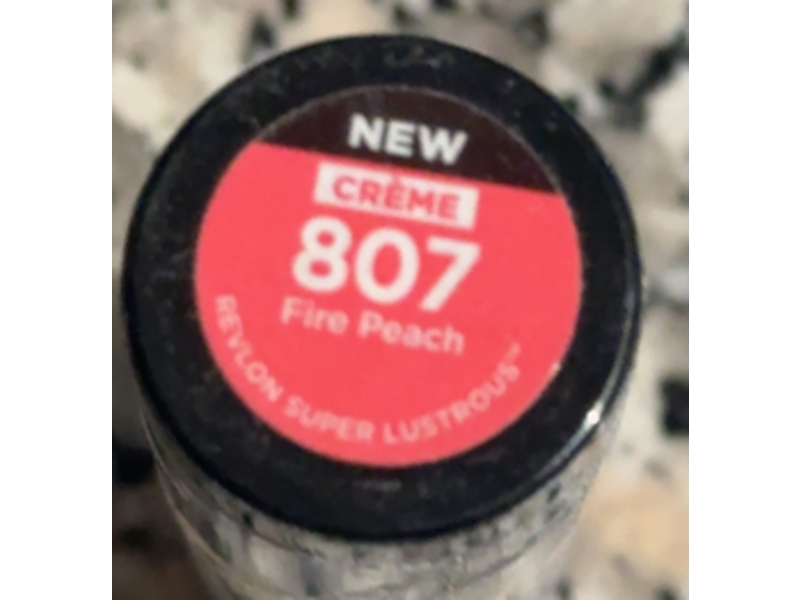 NEW
CRÈME
807
Fire Peach
REVLON SUPER LUSTROUS™